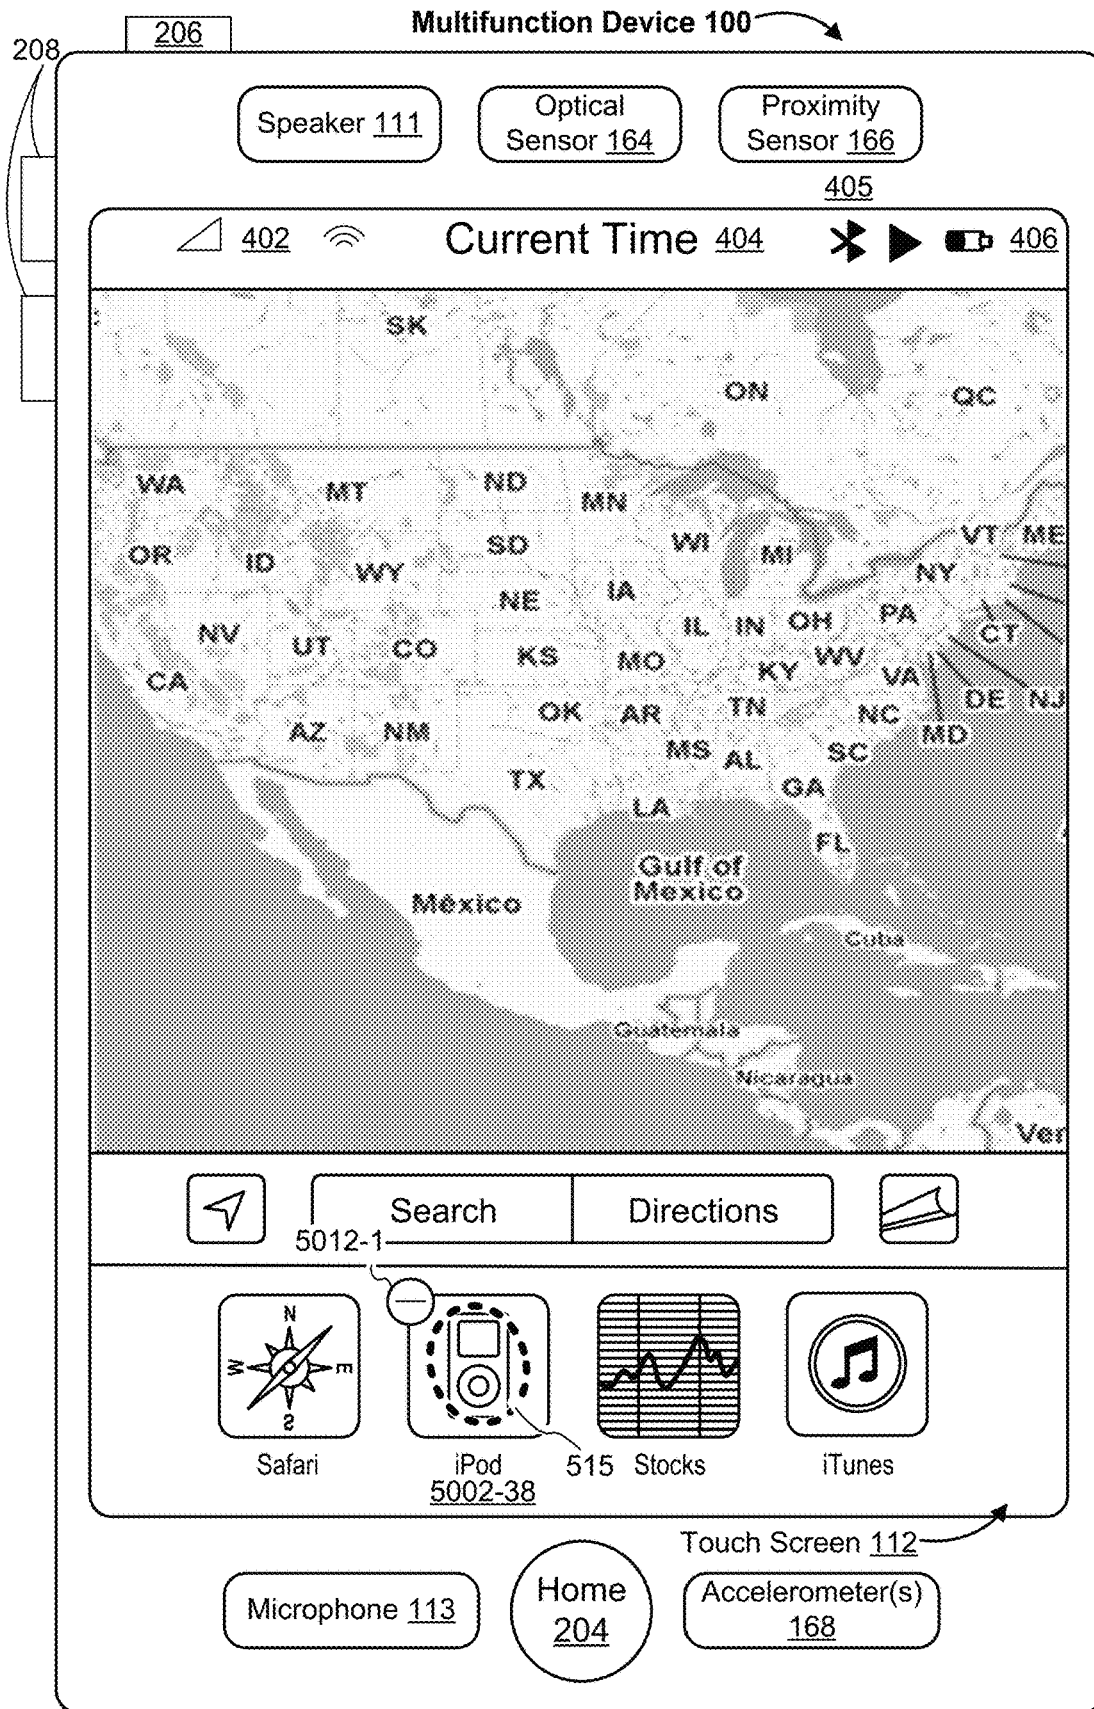 Multifunction Device 100
206
208
Speaker 111
Optical
Sensor 164
Proximity
Sensor 166
405
402
Current Time 404
406
SK
ON
QC
WA
MT
ND
MN
VT
ME
OR
ID
WY
SD
WI
MI
NY
NE
IA
NV
UT
CO
IL
IN
OH
PA
CT
KS
MO
KY
WV
VA
CA
DE
NJ
OK
AR
TN
NC
AZ
NM
MS
AL
SC
MD
TX
GA
LA
FL
Gulf of
Mexico
México
Cuba
Guatemala
Nicaragua
Ver
Search
Directions
5012-1
N
W
E
S
Safari
iPod
515
Stocks
iTunes
5002-38
Touch Screen 112
Microphone 113
Home
204
Accelerometer(s)
168